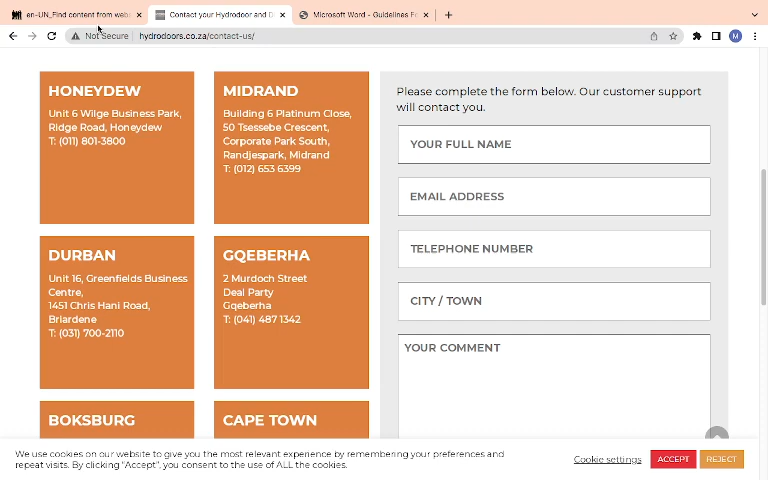 en-UN_Find content from webs
Contact your Hydrodoor and D
Microsoft Word - Guidelines Fo
Not Secure
hydrodoors.co.za/contact-us/
M
HONEYDEW
Unit 6 Wilge Business Park,
Ridge Road, Honeydew
T: (011) 801-3800
MIDRAND
Building 6 Platinum Close,
50 Tsessebe Crescent,
Corporate Park South,
Randjespark, Midrand
T: (012) 653 6399
DURBAN
Unit 16, Greenfields Business
Centre,
1451 Chris Hani Road,
Briardene
T: (031) 700-2110
GQEBERHA
2 Murdoch Street
Deal Party
Gqeberha
T: (041) 487 1342
BOKSBURG
CAPE TOWN
Please complete the form below. Our customer support
will contact you.
YOUR FULL NAME
EMAIL ADDRESS
TELEPHONE NUMBER
CITY / TOWN
YOUR COMMENT
We use cookies on our website to give you the most relevant experience by remembering your preferences and
repeat visits. By clicking "Accept", you consent to the use of ALL the cookies.
Cookie settings
ACCEPT
REJECT